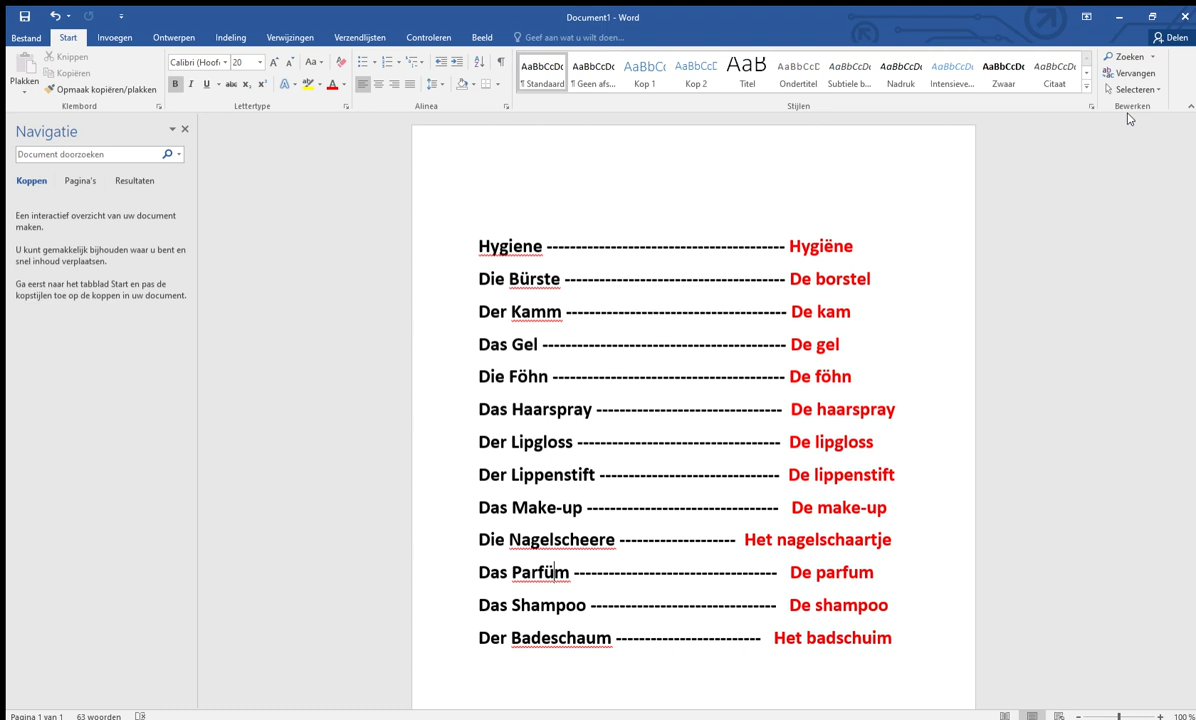 Document1 - Word
Bestand Start Invoegen Ontwerpen Indeling Verwijzingen Verzendlijsten Controleren Beeld Geef aan wat u wilt doen... Delen
Plakken
Knippen
Kopiëren
Opmaak kopiëren/plakken
Klembord
Calibri (Hoofd 20
Lettertype
Alinea
AaBbCcDc AaBbCcDc AaBbCc AaBbCcE AaB AaBbCcC AaBbCcDc AaBbCcDc AaBbCcDc AaBbCcDc AaBbCcDc
¶ Standaard ¶ Geen afs... Kop 1 Kop 2 Titel Ondertitel Subtiele b... Nadruk Intensieve... Zwaar Citaat
Stijlen
Zoeken
Vervangen
Selecteren
Bewerken
Navigatie
Document doorzoeken
Koppen Pagina's Resultaten
Een interactief overzicht van uw document
maken.
U kunt gemakkelijk bijhouden waar u bent en
snel inhoud verplaatsen.
Ga eerst naar het tabblad Start en pas de
kopstijlen toe op de koppen in uw document.
Hygiene ----------------------------------------- Hygiëne
Die Bürste -------------------------------------- De borstel
Der Kamm -------------------------------------- De kam
Das Gel ------------------------------------------ De gel
Die Föhn ---------------------------------------- De föhn
Das Haarspray -------------------------------- De haarspray
Der Lipgloss ----------------------------------- De lipgloss
Der Lippenstift ------------------------------- De lippenstift
Das Make-up --------------------------------- De make-up
Die Nagelscheere -------------------- Het nagelschaartje
Das Parfüm ----------------------------------- De parfum
Das Shampoo -------------------------------- De shampoo
Der Badeschaum ------------------------- Het badschuim
Pagina 1 van 1 63 woorden 100 %